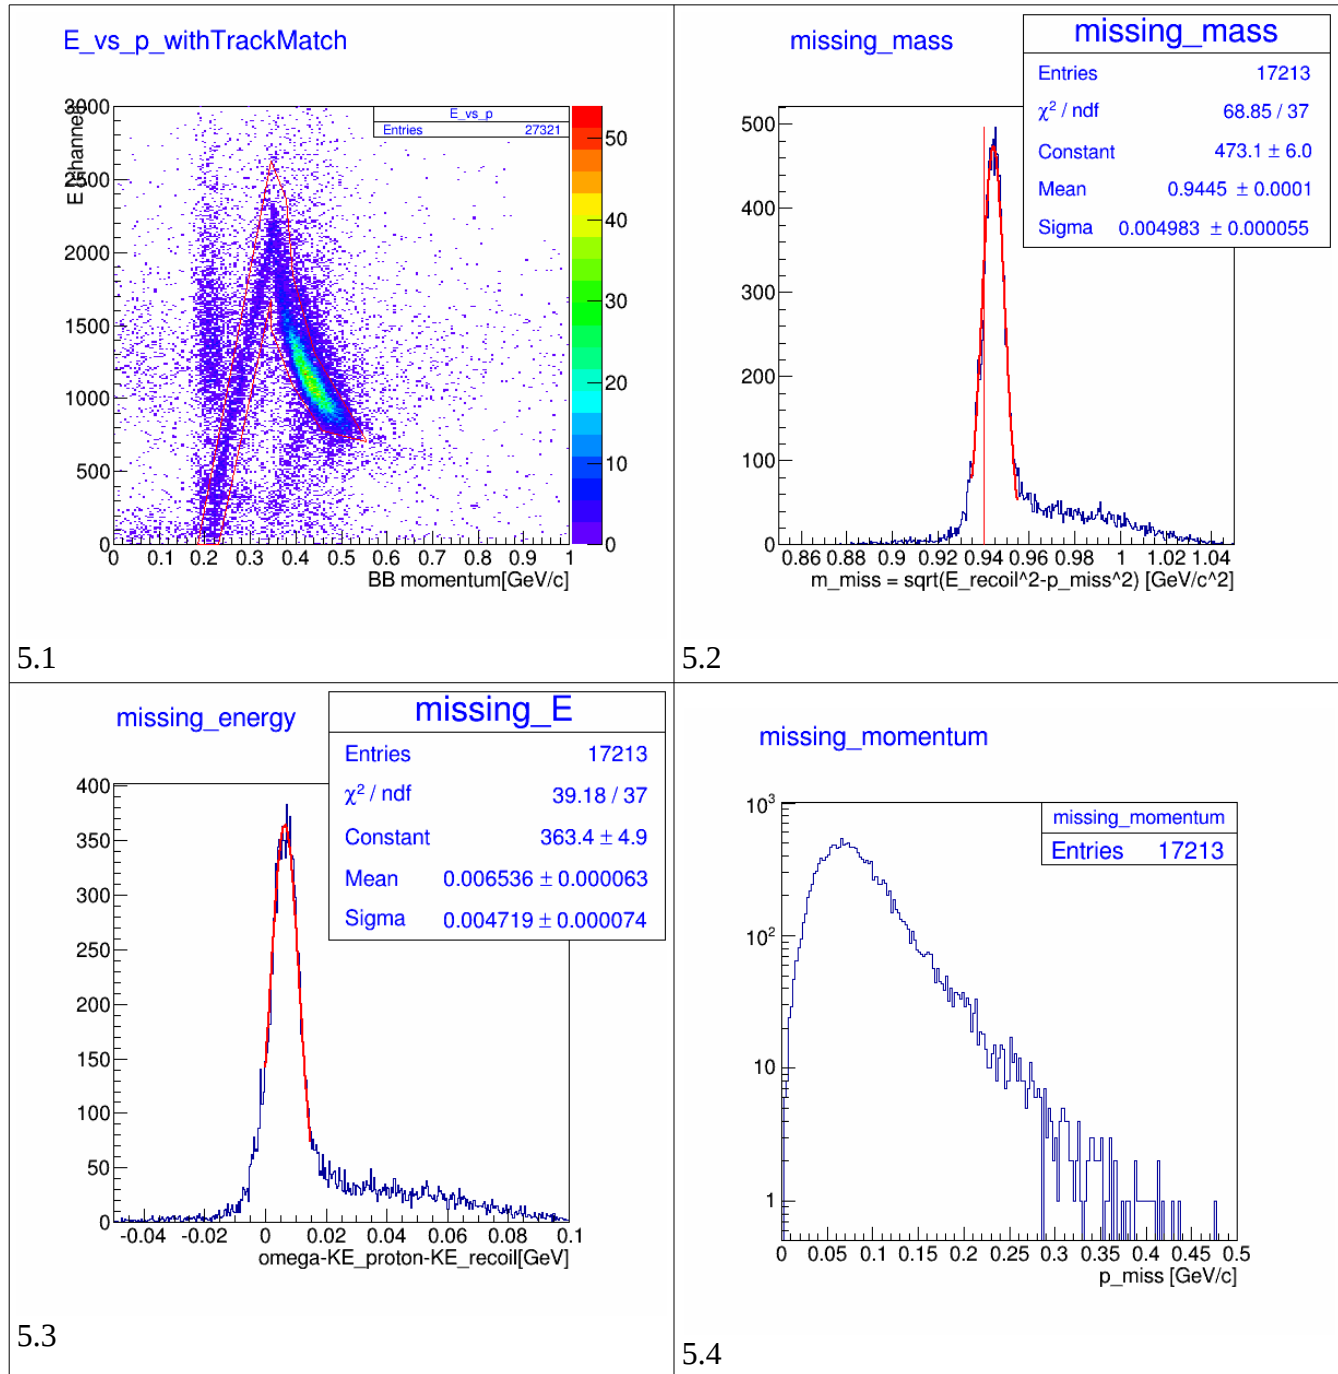 E_vs_p_withTrackMatch
E channel
3000
2500
2000
1500
1000
500
0
E_vs_p
Entries 27321
50
40
30
20
10
0
0 0.1 0.2 0.3 0.4 0.5 0.6 0.7 0.8 0.9 1
BB momentum[GeV/c]
5.1
missing_mass
missing_mass
Entries 17213
χ² / ndf 68.85 / 37
Constant 473.1 ± 6.0
Mean 0.9445 ± 0.0001
Sigma 0.004983 ± 0.000055
500
400
300
200
100
0
0.86 0.88 0.9 0.92 0.94 0.96 0.98 1 1.02 1.04
m_miss = sqrt(E_recoil^2-p_miss^2) [GeV/c^2]
5.2
missing_energy
missing_E
Entries 17213
χ² / ndf 39.18 / 37
Constant 363.4 ± 4.9
Mean 0.006536 ± 0.000063
Sigma 0.004719 ± 0.000074
400
350
300
250
200
150
100
50
0
-0.04 -0.02 0 0.02 0.04 0.06 0.08 0.1
omega-KE_proton-KE_recoil[GeV]
5.3
missing_momentum
missing_momentum
Entries 17213
10³
10²
10
1
0 0.05 0.1 0.15 0.2 0.25 0.3 0.35 0.4 0.45 0.5
p_miss [GeV/c]
5.4